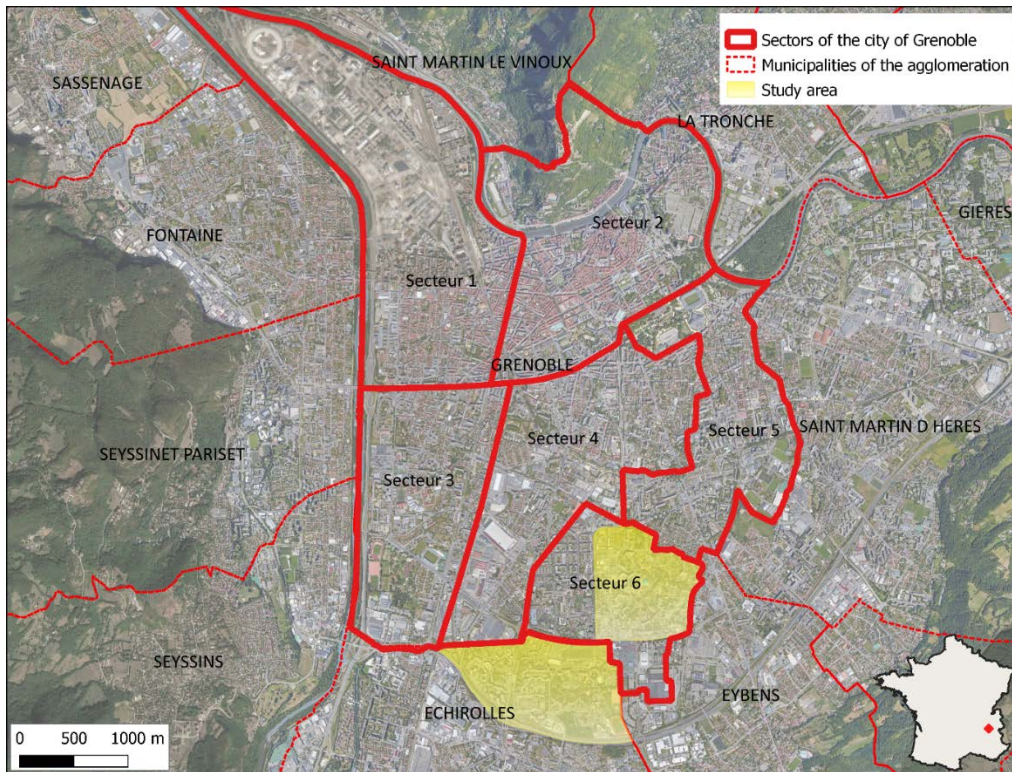 Sectors of the city of Grenoble
Municipalities of the agglomeration
Study area
SAINT MARTIN LE VINOUX
SASSENAGE
LA TRONCHE
GIERES
FONTAINE
Secteur 2
Secteur 1
GRENOBLE
SEYSSINET PARISET
Secteur 3
Secteur 4
Secteur 5
SAINT MARTIN D HERES
Secteur 6
SEYSSINS
ECHIROLLES
EYBENS
0 500 1000 m